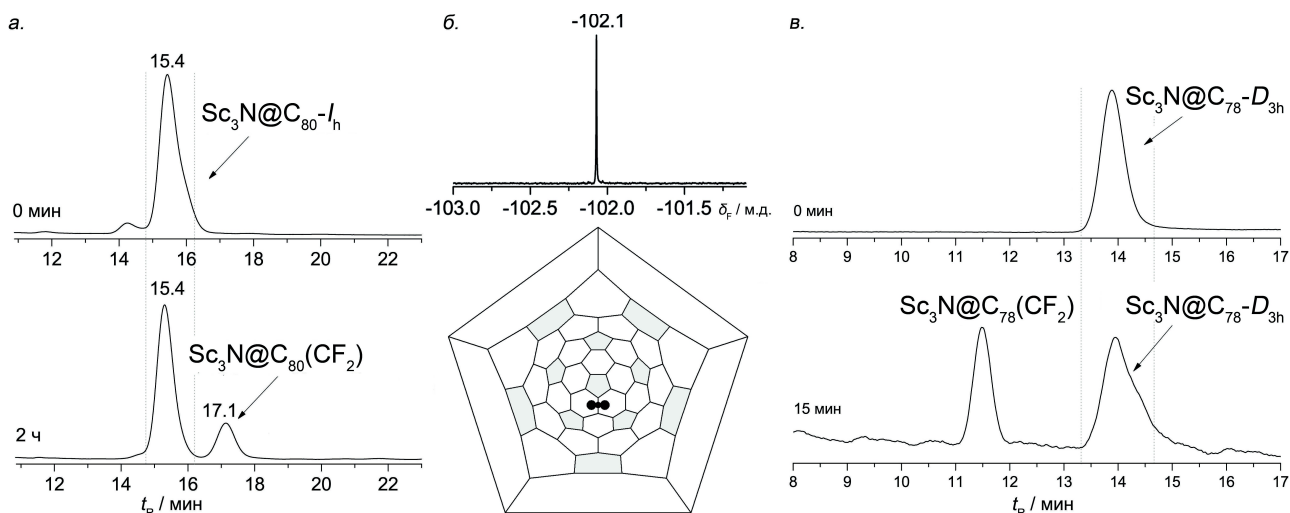 а.
15.4
Sc3N@C80-Ih
0 мин
12 14 16 18 20 22
15.4
Sc3N@C80(CF2)
17.1
2 ч
12 14 16 18 20 22
tR / мин
б.
-102.1
-103.0 -102.5 -102.0 -101.5 δF / м.д.
в.
Sc3N@C78-D3h
0 мин
8 9 10 11 12 13 14 15 16 17
Sc3N@C78(CF2)
Sc3N@C78-D3h
15 мин
8 9 10 11 12 13 14 15 16 17
tR / мин